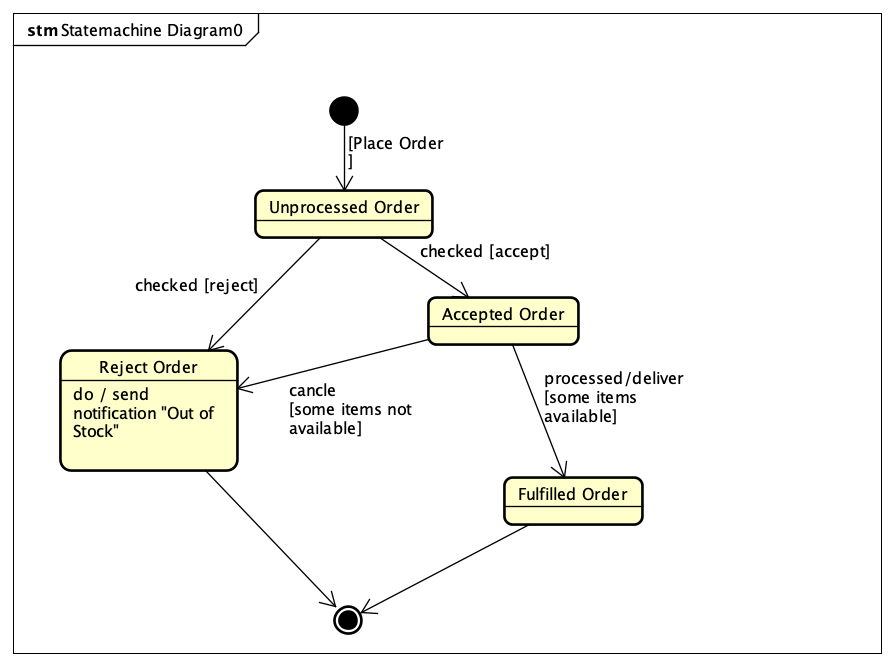 stm Statemachine Diagram0
[Place Order
]
Unprocessed Order
checked [accept]
checked [reject]
Accepted Order
Reject Order
do / send
notification "Out of
Stock"
cancle
[some items not
available]
processed/deliver
[some items
available]
Fulfilled Order